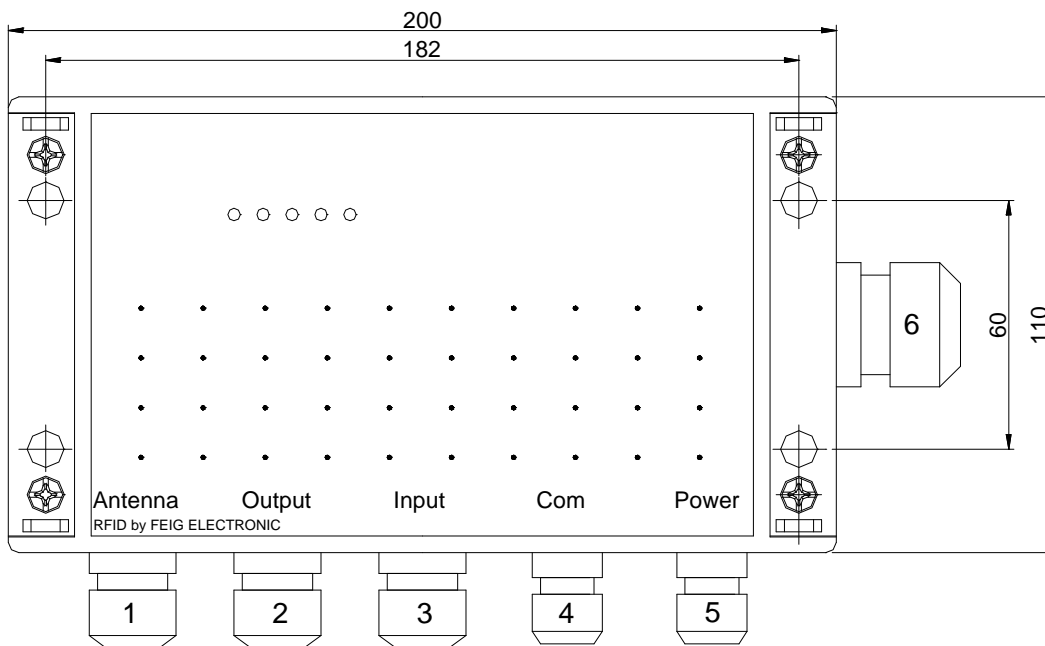 200
182
6
60
110
Antenna Output Input Com Power
RFID by FEIG ELECTRONIC
1 2 3 4 5